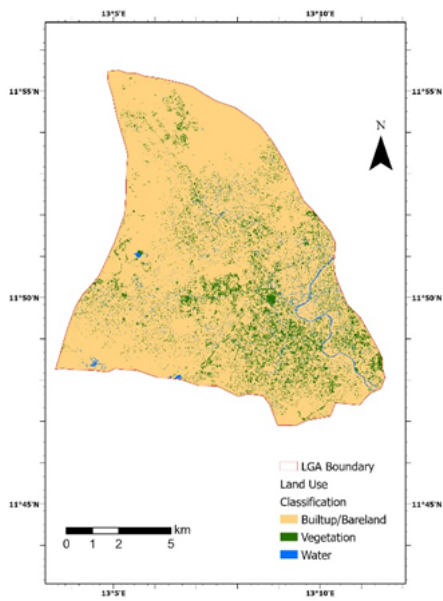 13°5'E 13°10'E
11°55'N 11°55'N
N
11°50'N 11°50'N
LGA Boundary
Land Use
Classification
Builtup/Bareland
Vegetation
Water
11°45'N 11°45'N
km
0 1 2 5
13°5'E 13°10'E